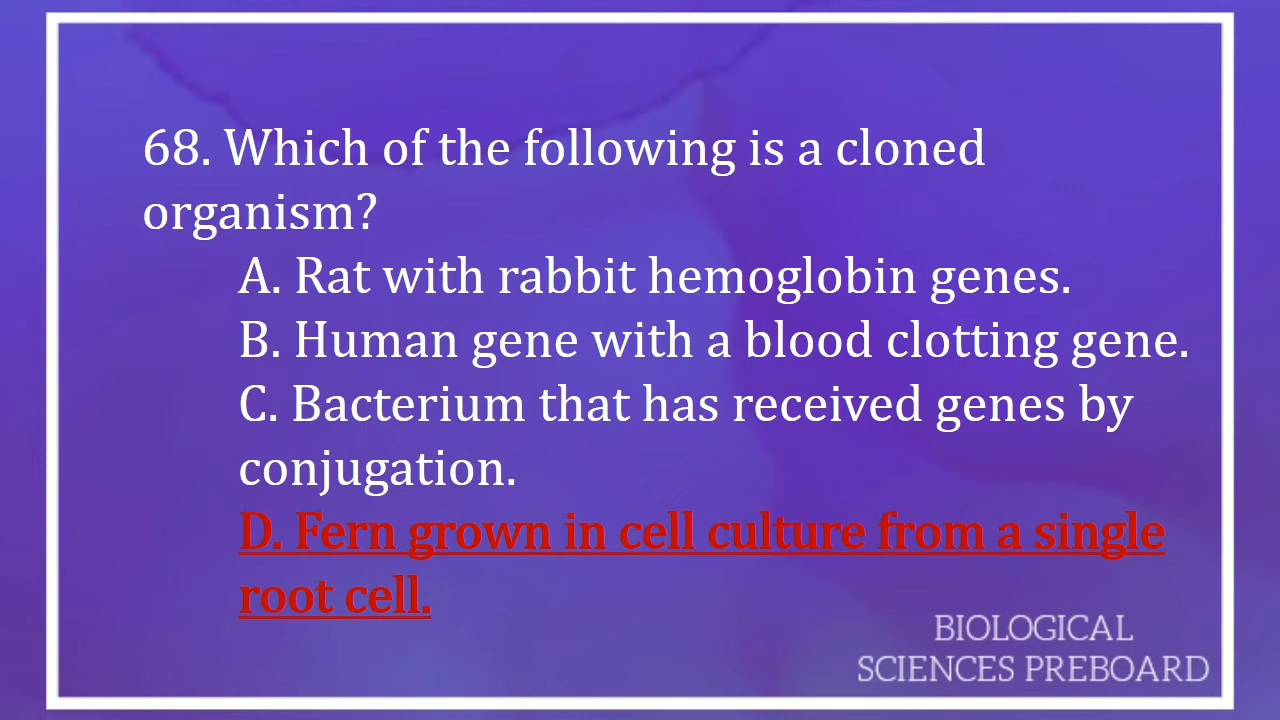 68. Which of the following is a cloned
organism?
A. Rat with rabbit hemoglobin genes.
B. Human gene with a blood clotting gene.
C. Bacterium that has received genes by
conjugation.
D. Fern grown in cell culture from a single
root cell.
BIOLOGICAL
SCIENCES PREBOARD